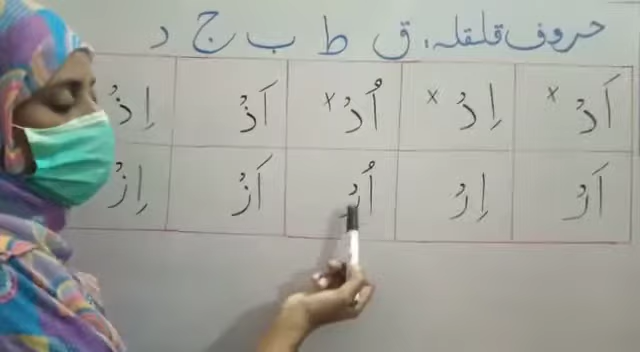 حروف قلقلہ: ق ط ب ج د
اَدْ × اِدْ × اُدْ × اَذْ اِذْ
اَرْ اِرْ اُرْ اَزْ اِزْ